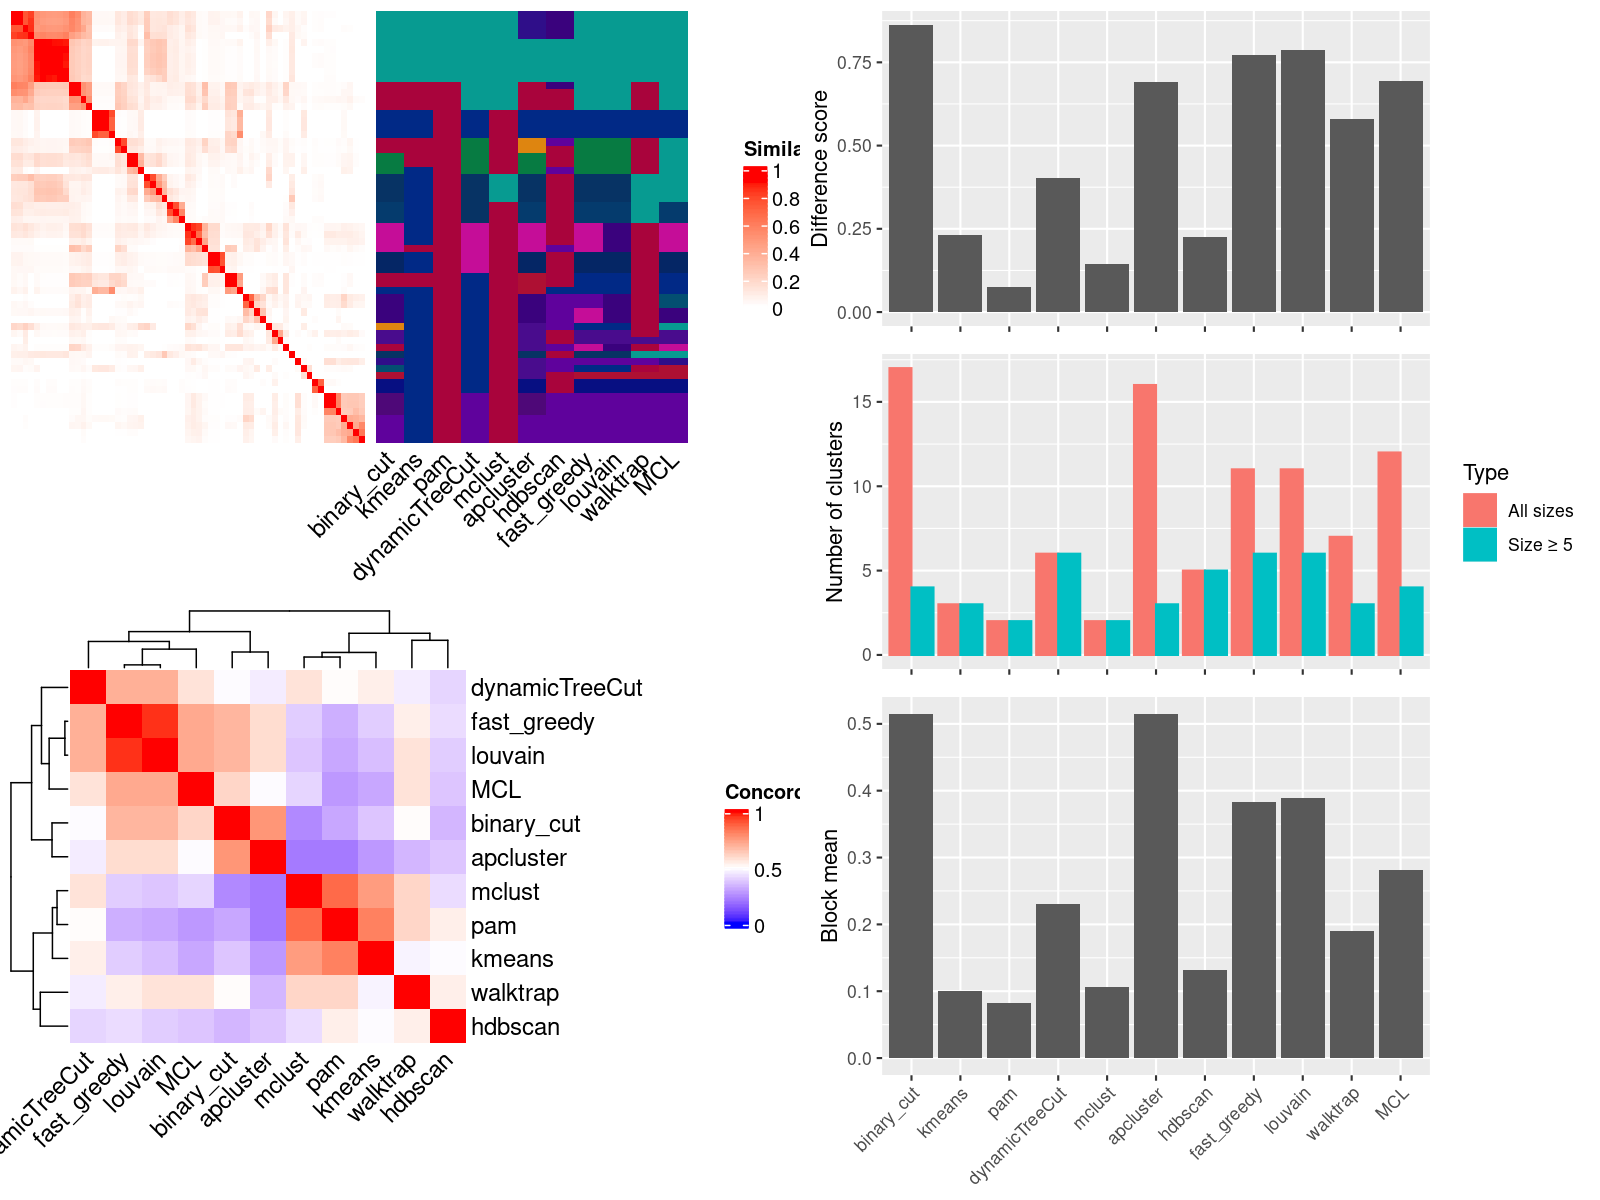 Simila
1
0.8
0.6
0.4
0.2
0
binary_cut
kmeans
pam
dynamicTreeCut
mclust
apcluster
hdbscan
fast_greedy
louvain
walktrap
MCL
dynamicTreeCut
fast_greedy
louvain
MCL
binary_cut
apcluster
mclust
pam
kmeans
walktrap
hdbscan
amicTreeCut
fast_greedy
louvain
MCL
binary_cut
apcluster
mclust
pam
kmeans
walktrap
hdbscan
Concor
1
0.5
0
Difference score
0.75
0.50
0.25
0.00
Number of clusters
15
10
5
0
Type
All sizes
Size ≥ 5
Block mean
0.5
0.4
0.3
0.2
0.1
0.0
binary_cut
kmeans
pam
dynamicTreeCut
mclust
apcluster
hdbscan
fast_greedy
louvain
walktrap
MCL